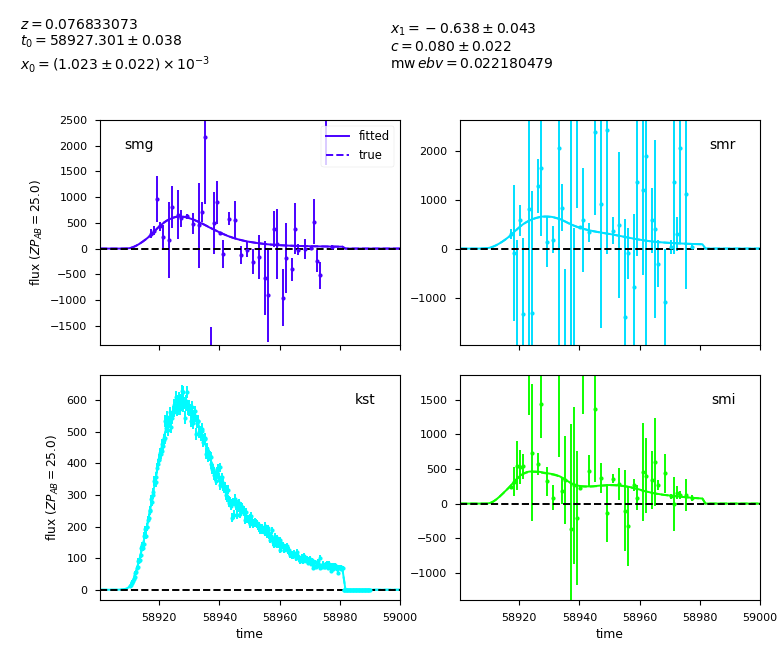 z = 0.076833073
t₀ = 58927.301 ± 0.038
x₀ = (1.023 ± 0.022) × 10⁻³
x₁ = −0.638 ± 0.043
c = 0.080 ± 0.022
mw ebv = 0.022180479
smg
fitted
true
2500
2000
1500
1000
500
0
−500
−1000
−1500
flux (ZP_AB = 25.0)
smr
2000
1000
0
−1000
kst
600
500
400
300
200
100
0
flux (ZP_AB = 25.0)
58920 58940 58960 58980 59000
time
smi
1500
1000
500
0
−500
−1000
58920 58940 58960 58980 59000
time